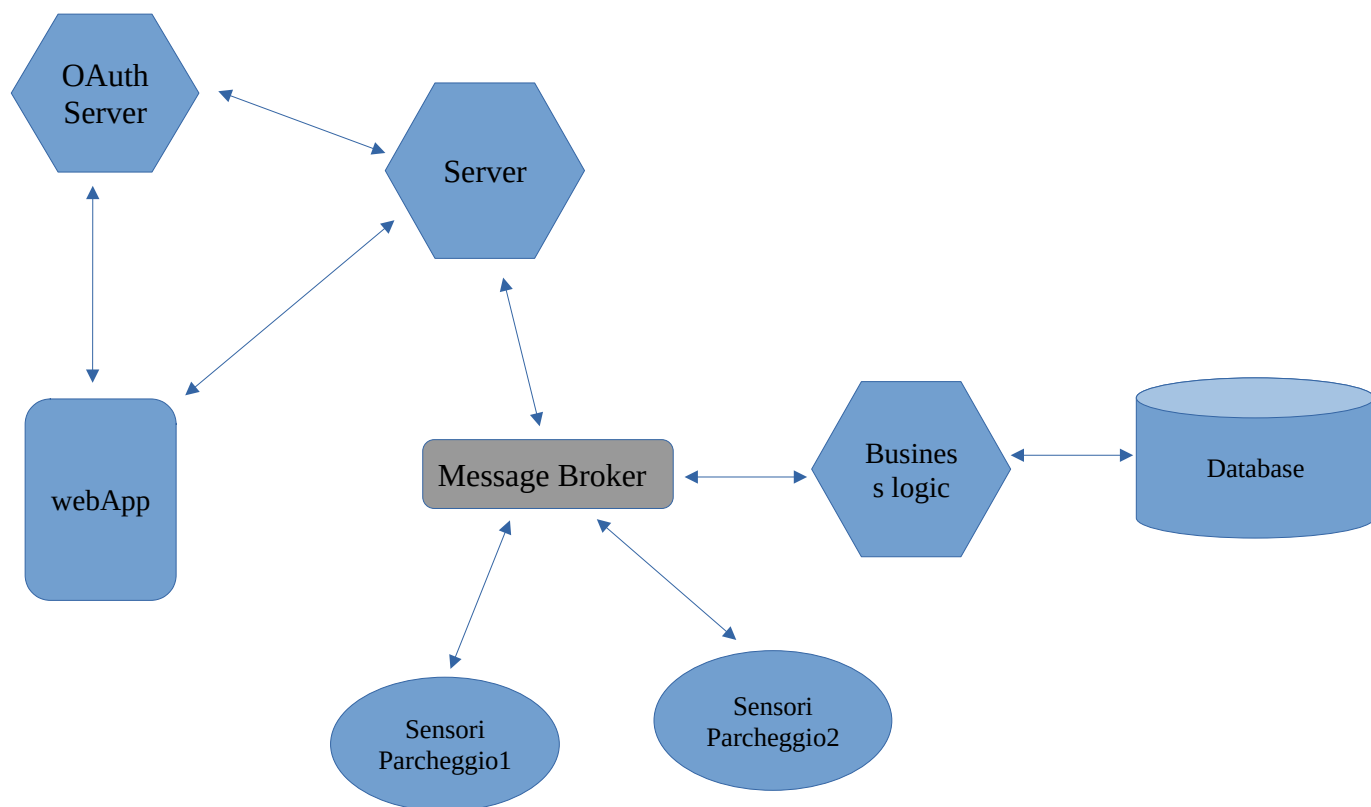 OAuth
Server
Server
webApp
Message Broker
Busines
s logic
Database
Sensori
Parcheggio1
Sensori
Parcheggio2